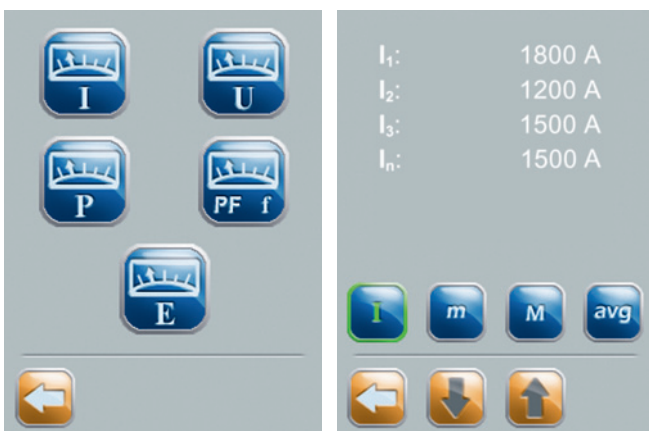 I
U
P
PF f
E
I₁: 1800 A
I₂: 1200 A
I₃: 1500 A
Iₙ: 1500 A
I m M avg